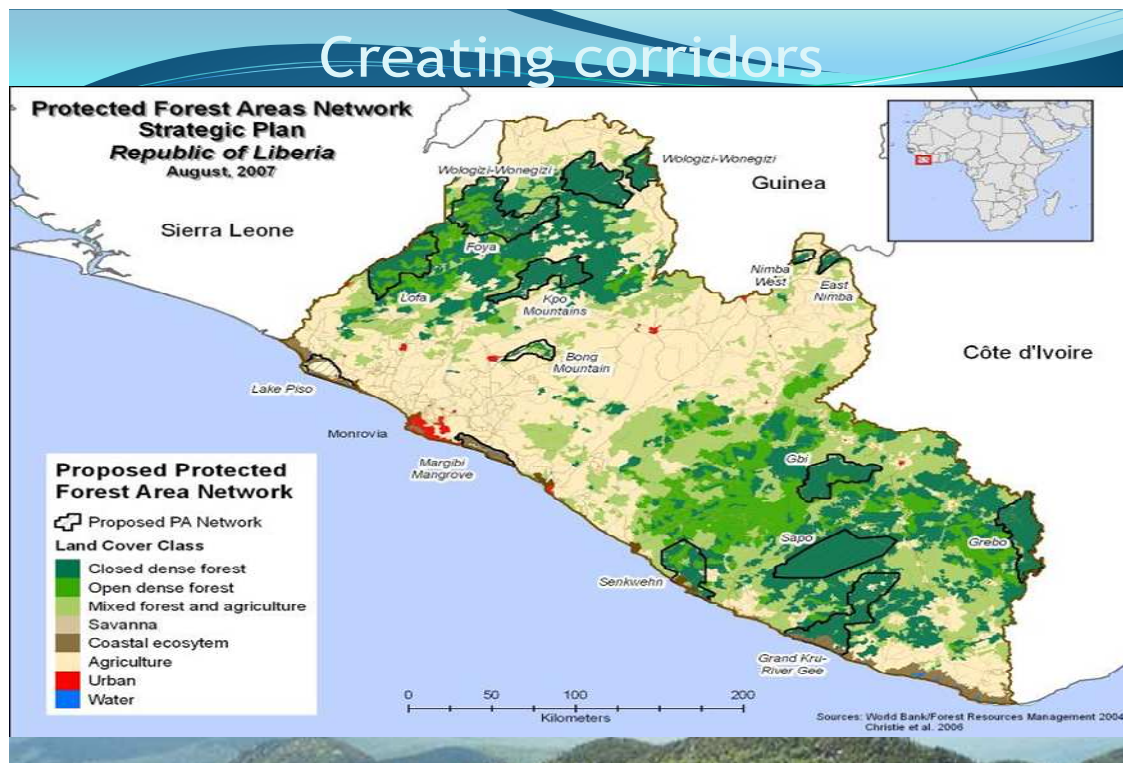 Creating corridors
Protected Forest Areas Network
Strategic Plan
Republic of Liberia
August, 2007
Wologizi-Wonegizi
Wologizi-Wonegizi
Guinea
Sierra Leone
Foya
Nimba
West
East
Nimba
Lofa
Kpo
Mountains
Côte d'Ivoire
Bong
Mountain
Lake Piso
Monrovia
Margibi
Mangrove
Gbi
Sapo
Grebo
Senkwehn
Grand Kru-
River Gee
Proposed Protected
Forest Area Network
Proposed PA Network
Land Cover Class
Closed dense forest
Open dense forest
Mixed forest and agriculture
Savanna
Coastal ecosytem
Agriculture
Urban
Water
0 50 100 200
Kilometers
Sources: World Bank/Forest Resources Management 2004
Christie et al. 2006